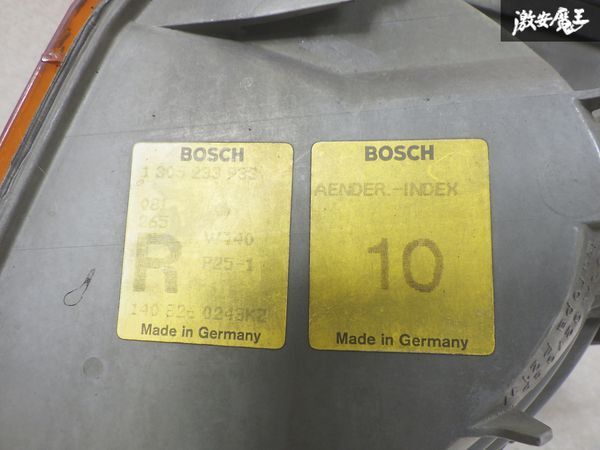 激安魔王
BOSCH
1 305 233 933
081
265
W140
R
P25-1
140 826 0243KZ
Made in Germany
BOSCH
AENDER.-INDEX
10
Made in Germany